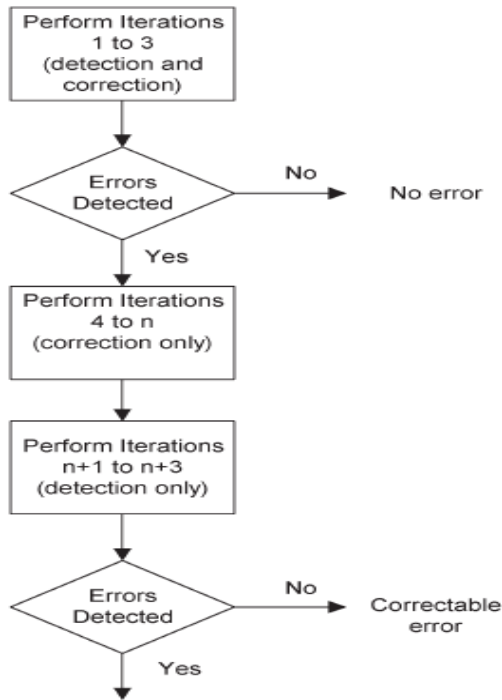 Perform Iterations
1 to 3
(detection and
correction)
Errors
Detected
No
No error
Yes
Perform Iterations
4 to n
(correction only)
Perform Iterations
n+1 to n+3
(detection only)
Errors
Detected
No
Correctable
error
Yes